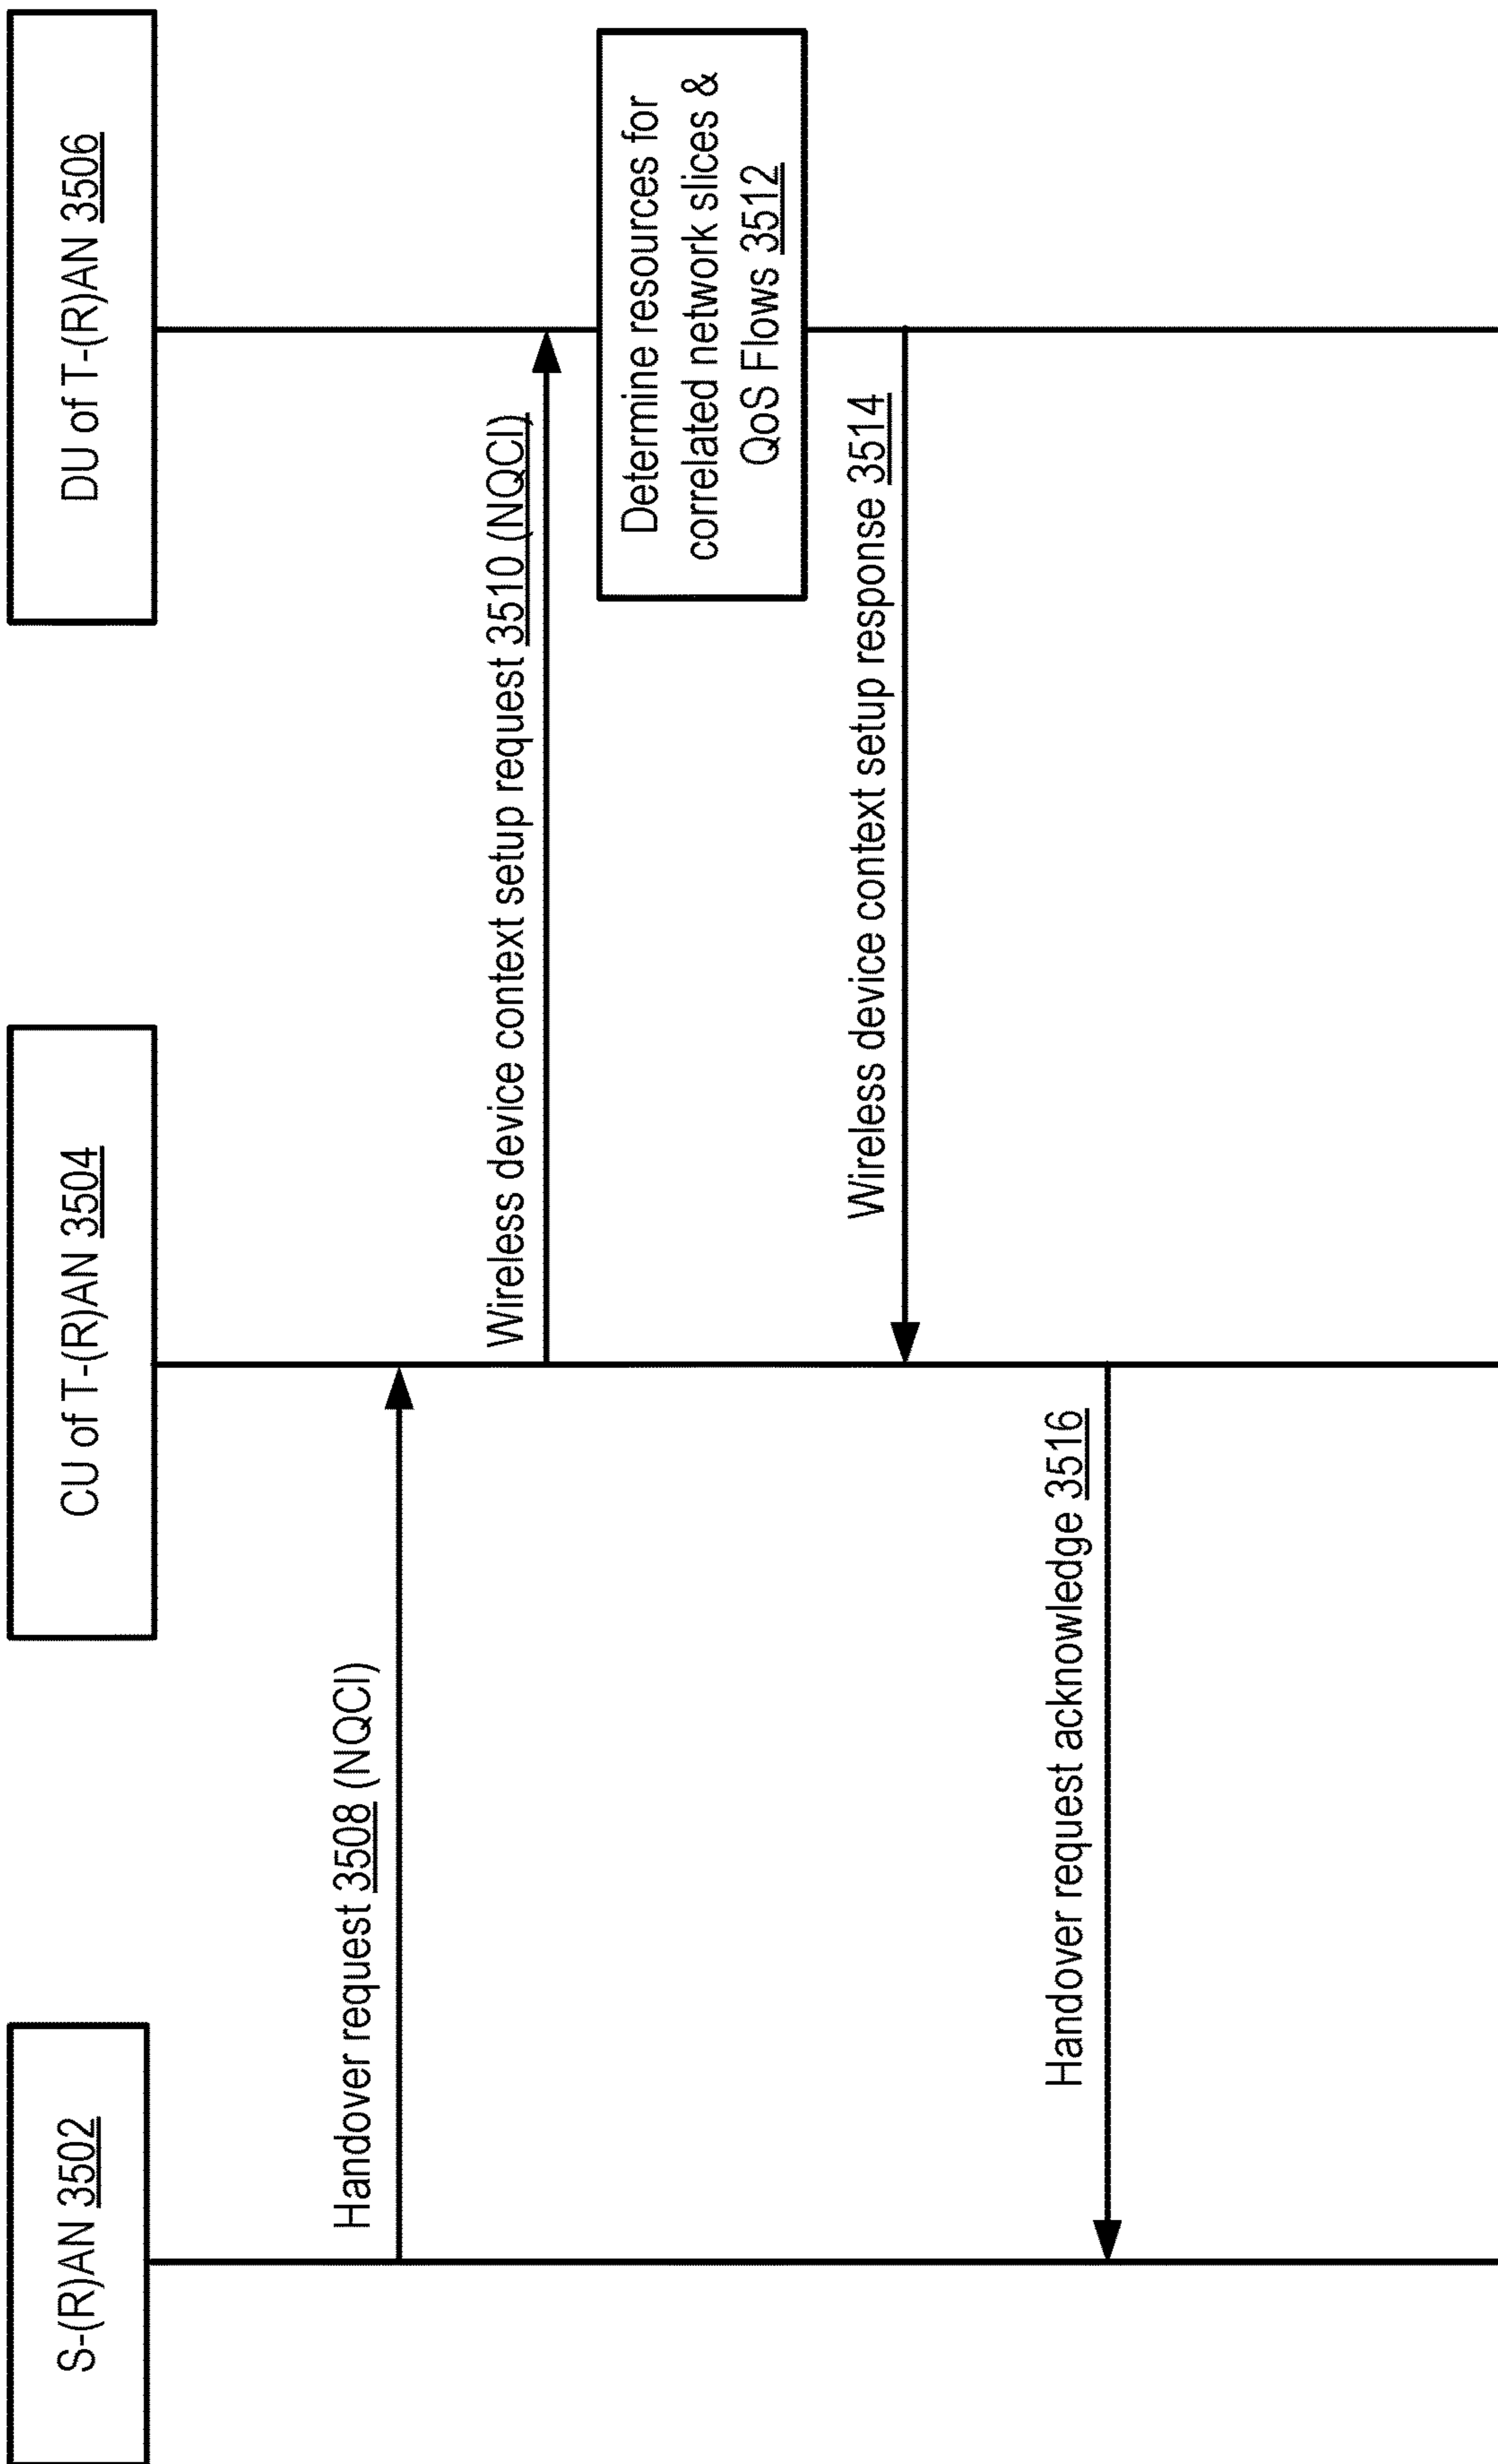 S-(R)AN 3502
CU of T-(R)AN 3504
DU of T-(R)AN 3506
Handover request 3508 (NQCI)
Wireless device context setup request 3510 (NQCI)
Determine resources for
correlated network slices &
QoS Flows 3512
Wireless device context setup response 3514
Handover request acknowledge 3516